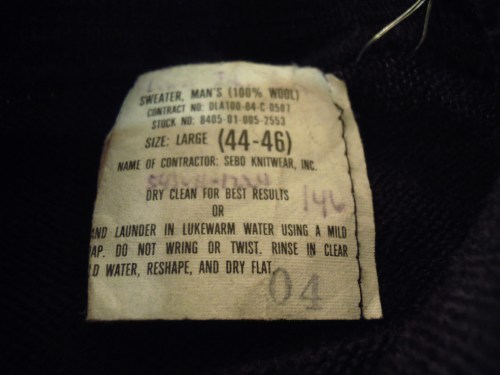 SWEATER, MAN'S (100% WOOL)
CONTRACT NO: DLA100-84-C-0587
STOCK NO: 8405-01-005-2553
SIZE: LARGE (44-46)
NAME OF CONTRACTOR: SEBO KNITWEAR, INC.
DRY CLEAN FOR BEST RESULTS
146
OR
AND LAUNDER IN LUKEWARM WATER USING A MILD
AP. DO NOT WRING OR TWIST. RINSE IN CLEAR
LD WATER, RESHAPE, AND DRY FLAT.
04